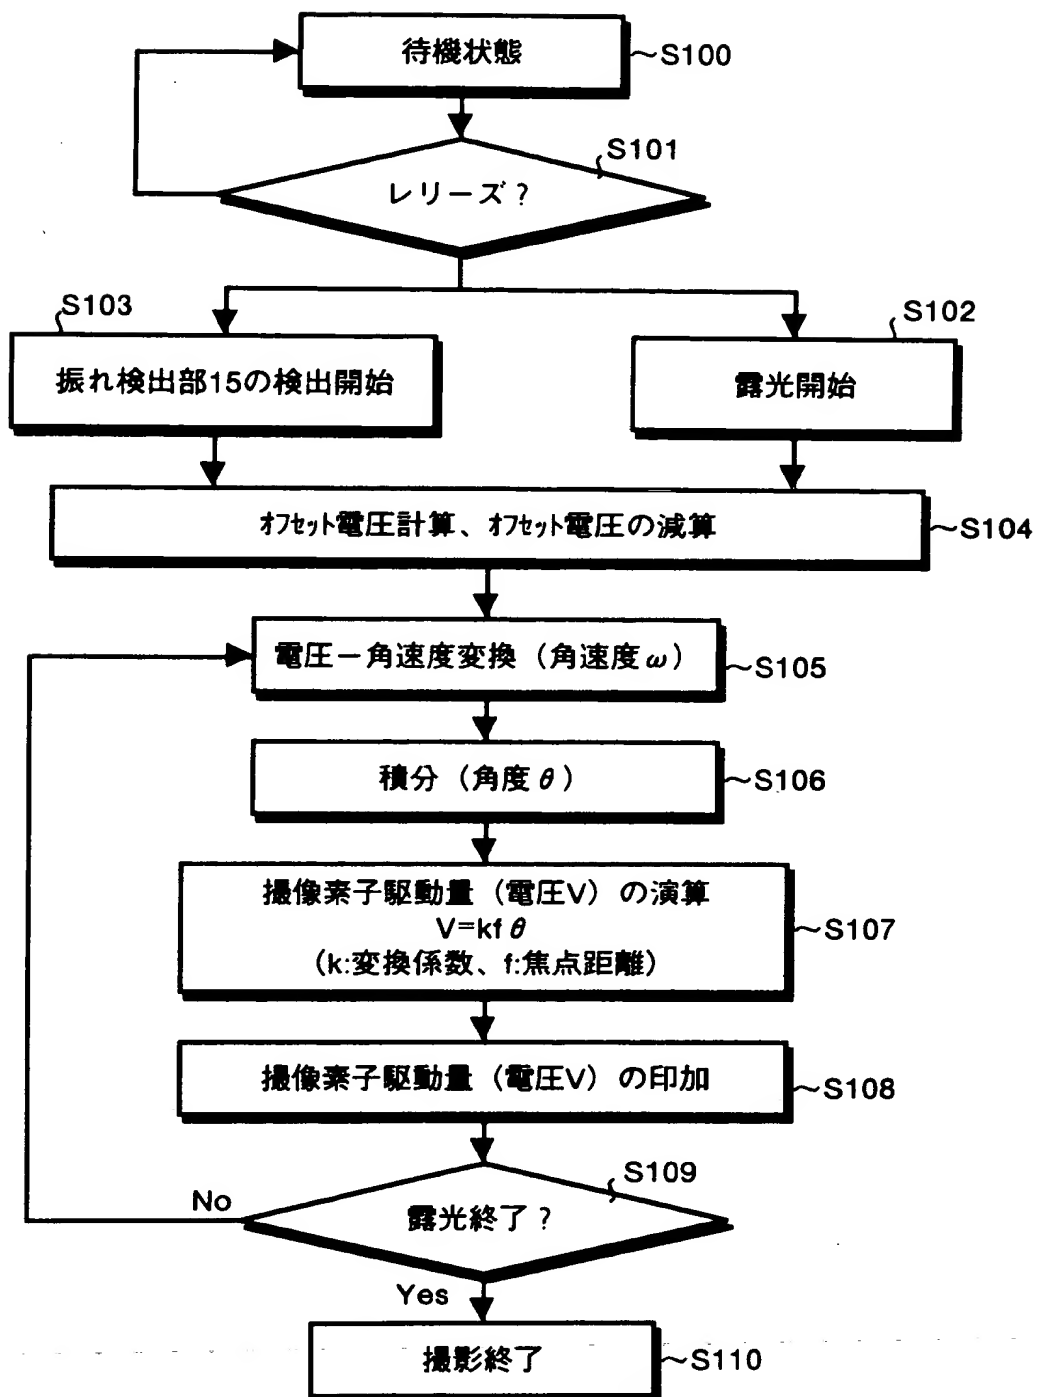 待機状態
S100
S101
レリーズ?
S103
振れ検出部15の検出開始
S102
露光開始
オフセット電圧計算、オフセット電圧の減算
S104
電圧－角速度変換（角速度ω）
S105
積分（角度θ）
S106
撮像素子駆動量（電圧V）の演算
V=kfθ
（k:変換係数、f:焦点距離）
S107
撮像素子駆動量（電圧V）の印加
S108
S109
No
露光終了?
Yes
撮影終了
S110